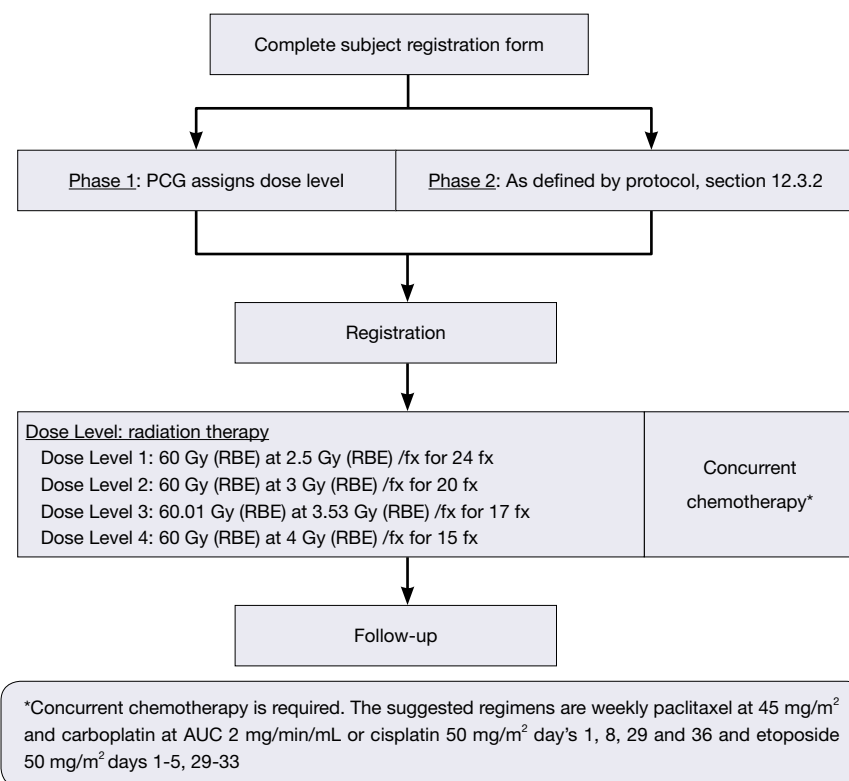 Complete subject registration form
Phase 1: PCG assigns dose level
Phase 2: As defined by protocol, section 12.3.2
Registration
Dose Level: radiation therapy
Dose Level 1: 60 Gy (RBE) at 2.5 Gy (RBE) /fx for 24 fx
Dose Level 2: 60 Gy (RBE) at 3 Gy (RBE) /fx for 20 fx
Dose Level 3: 60.01 Gy (RBE) at 3.53 Gy (RBE) /fx for 17 fx
Dose Level 4: 60 Gy (RBE) at 4 Gy (RBE) /fx for 15 fx
Concurrent
chemotherapy*
Follow-up
*Concurrent chemotherapy is required. The suggested regimens are weekly paclitaxel at 45 mg/m²
and carboplatin at AUC 2 mg/min/mL or cisplatin 50 mg/m² day's 1, 8, 29 and 36 and etoposide
50 mg/m² days 1-5, 29-33